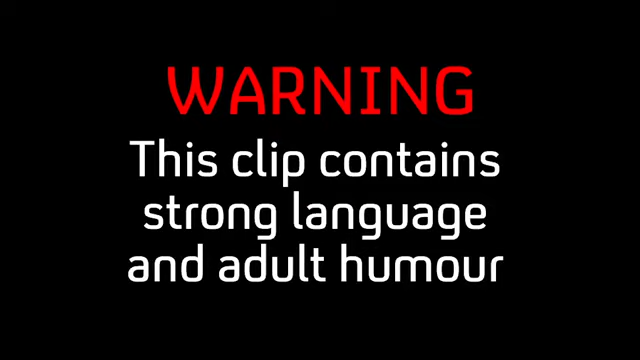 WARNING
This clip contains
strong language
and adult humour